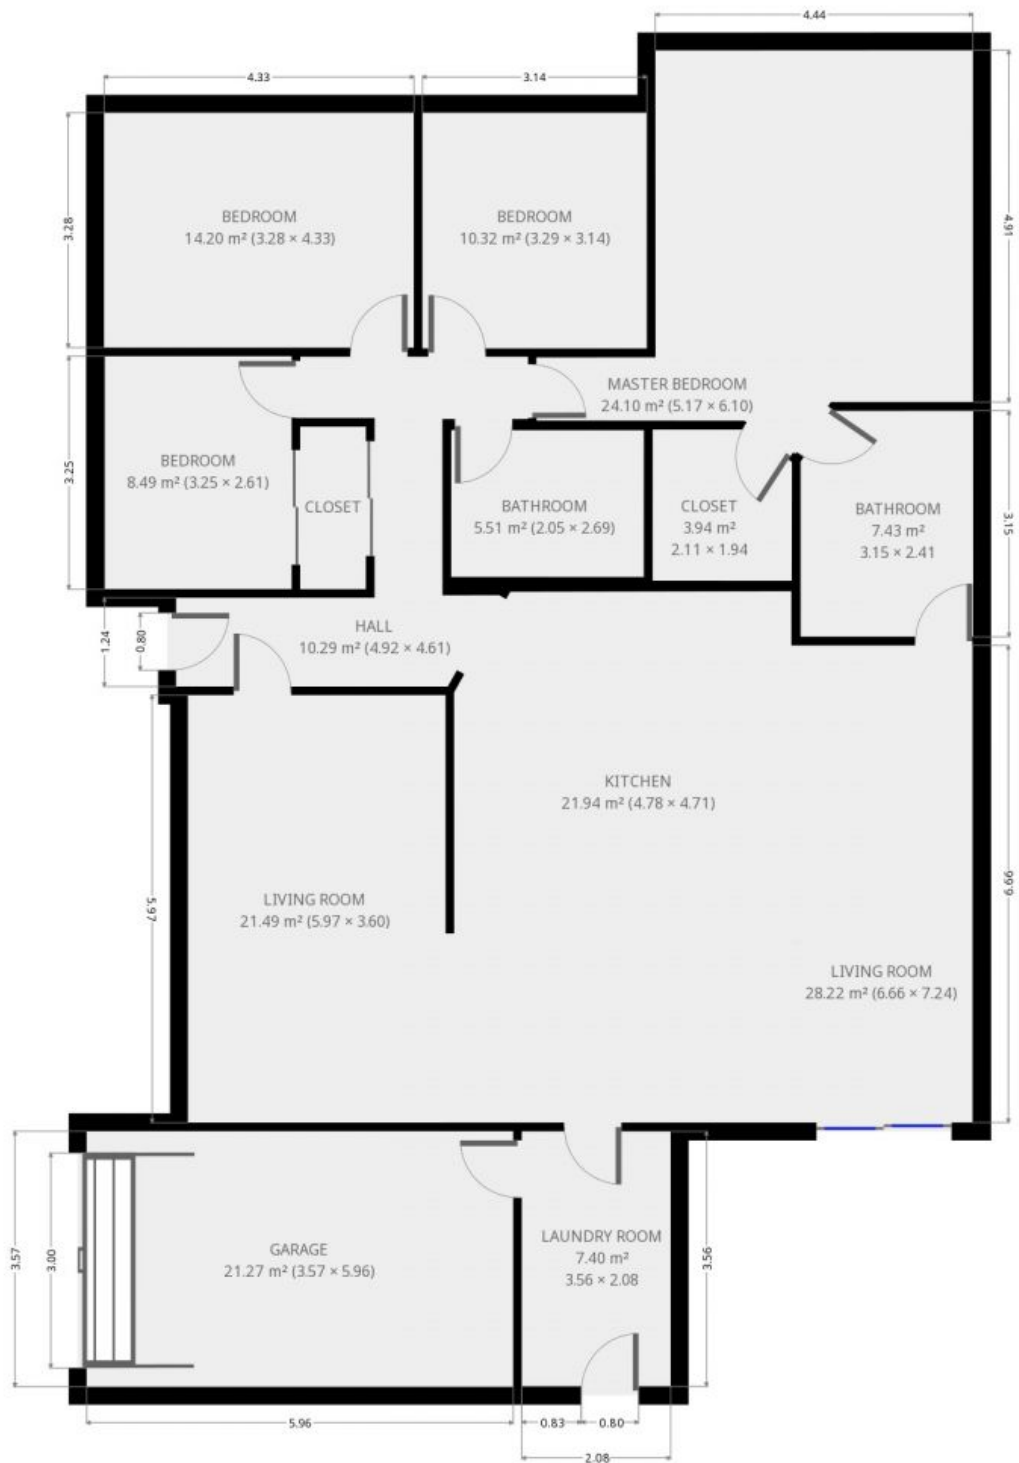 4.44
4.33
3.14
3.28
4.91
BEDROOM
14.20 m² (3.28 × 4.33)
BEDROOM
10.32 m² (3.29 × 3.14)
MASTER BEDROOM
24.10 m² (5.17 × 6.10)
3.25
BEDROOM
8.49 m² (3.25 × 2.61)
CLOSET
BATHROOM
5.51 m² (2.05 × 2.69)
CLOSET
3.94 m²
2.11 × 1.94
BATHROOM
7.43 m²
3.15 × 2.41
3.15
1.24
0.80
HALL
10.29 m² (4.92 × 4.61)
KITCHEN
21.94 m² (4.78 × 4.71)
5.97
LIVING ROOM
21.49 m² (5.97 × 3.60)
6.66
LIVING ROOM
28.22 m² (6.66 × 7.24)
3.57
3.00
GARAGE
21.27 m² (3.57 × 5.96)
LAUNDRY ROOM
7.40 m²
3.56 × 2.08
3.56
5.96
0.83
0.80
2.08